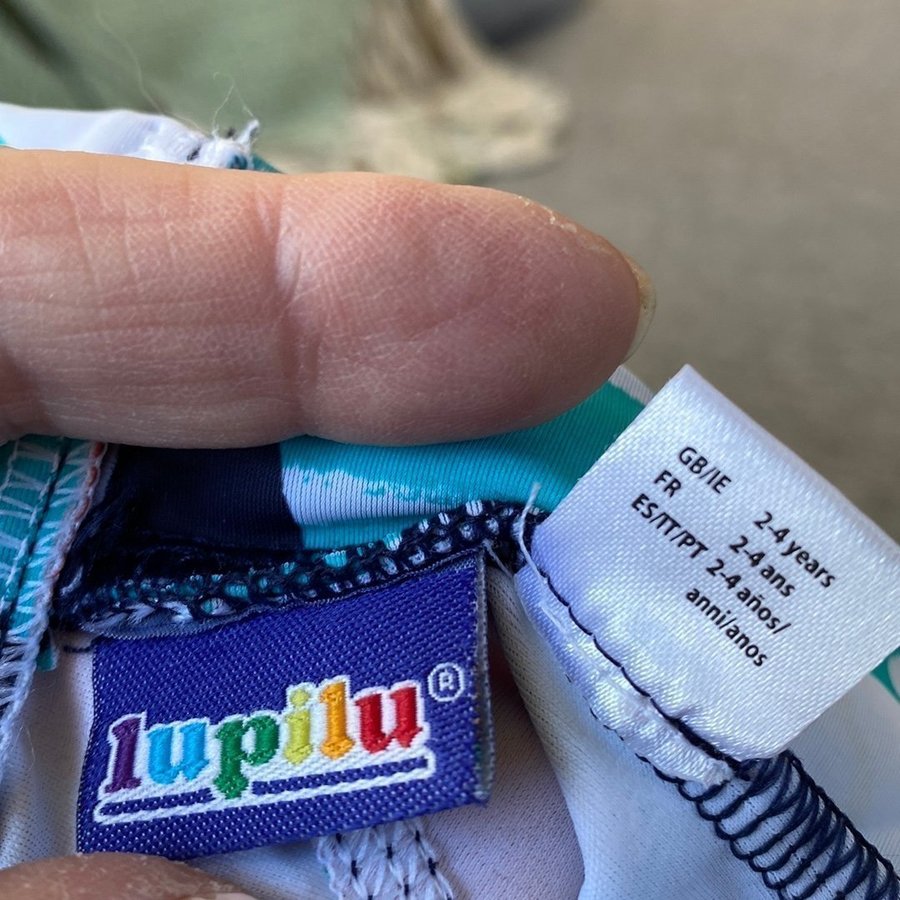 GB/IE
2-4 years
FR
2-4 ans
ES/IT/PT 2-4 años/
anni/anos
lupilu®